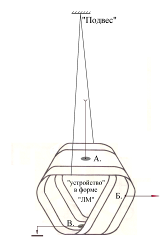 "Подвес"
А.
"устройство"
в форме
"ЛМ"
Б.
В.